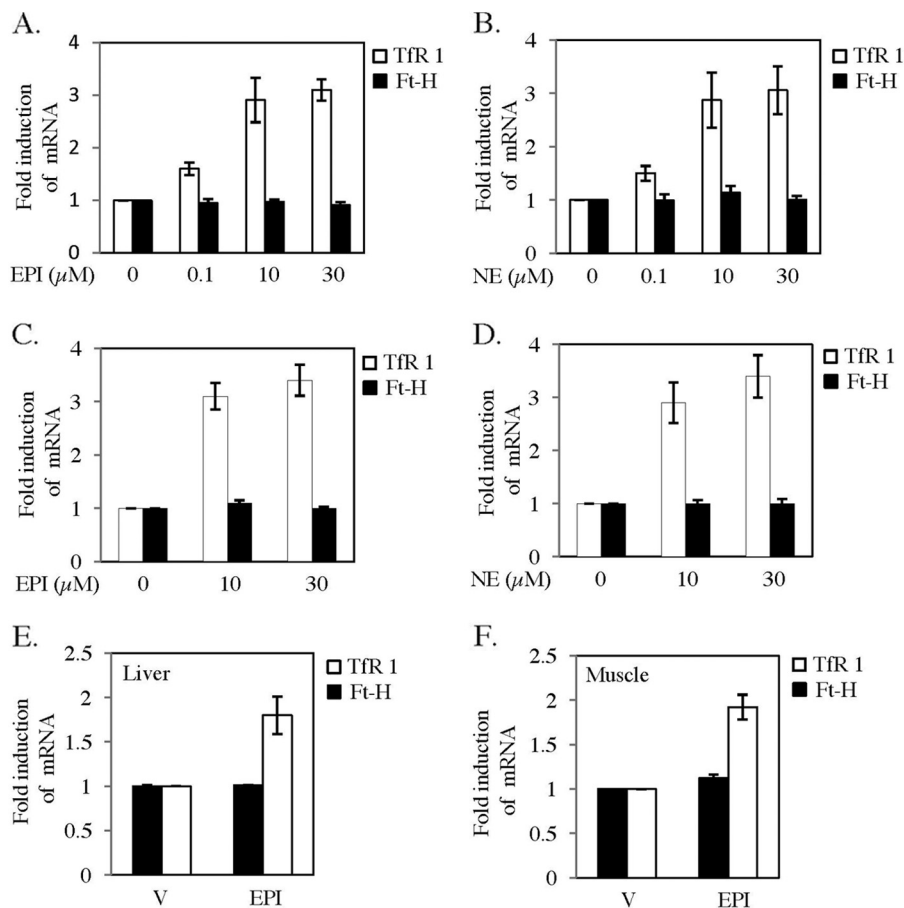 A.
Fold induction
of mRNA
4
3
2
1
0
TfR 1
Ft-H
EPI (µM) 0 0.1 10 30
B.
Fold induction
of mRNA
4
3
2
1
0
TfR 1
Ft-H
NE (µM) 0 0.1 10 30
C.
Fold induction
of mRNA
4
3
2
1
0
TfR 1
Ft-H
EPI (µM) 0 10 30
D.
Fold induction
of mRNA
4
3
2
1
0
TfR 1
Ft-H
NE (µM) 0 10 30
E.
Fold induction
of mRNA
2.5
2
1.5
1
0.5
0
Liver
TfR 1
Ft-H
V EPI
F.
Fold induction
of mRNA
2.5
2
1.5
1
0.5
0
Muscle
TfR 1
Ft-H
V EPI